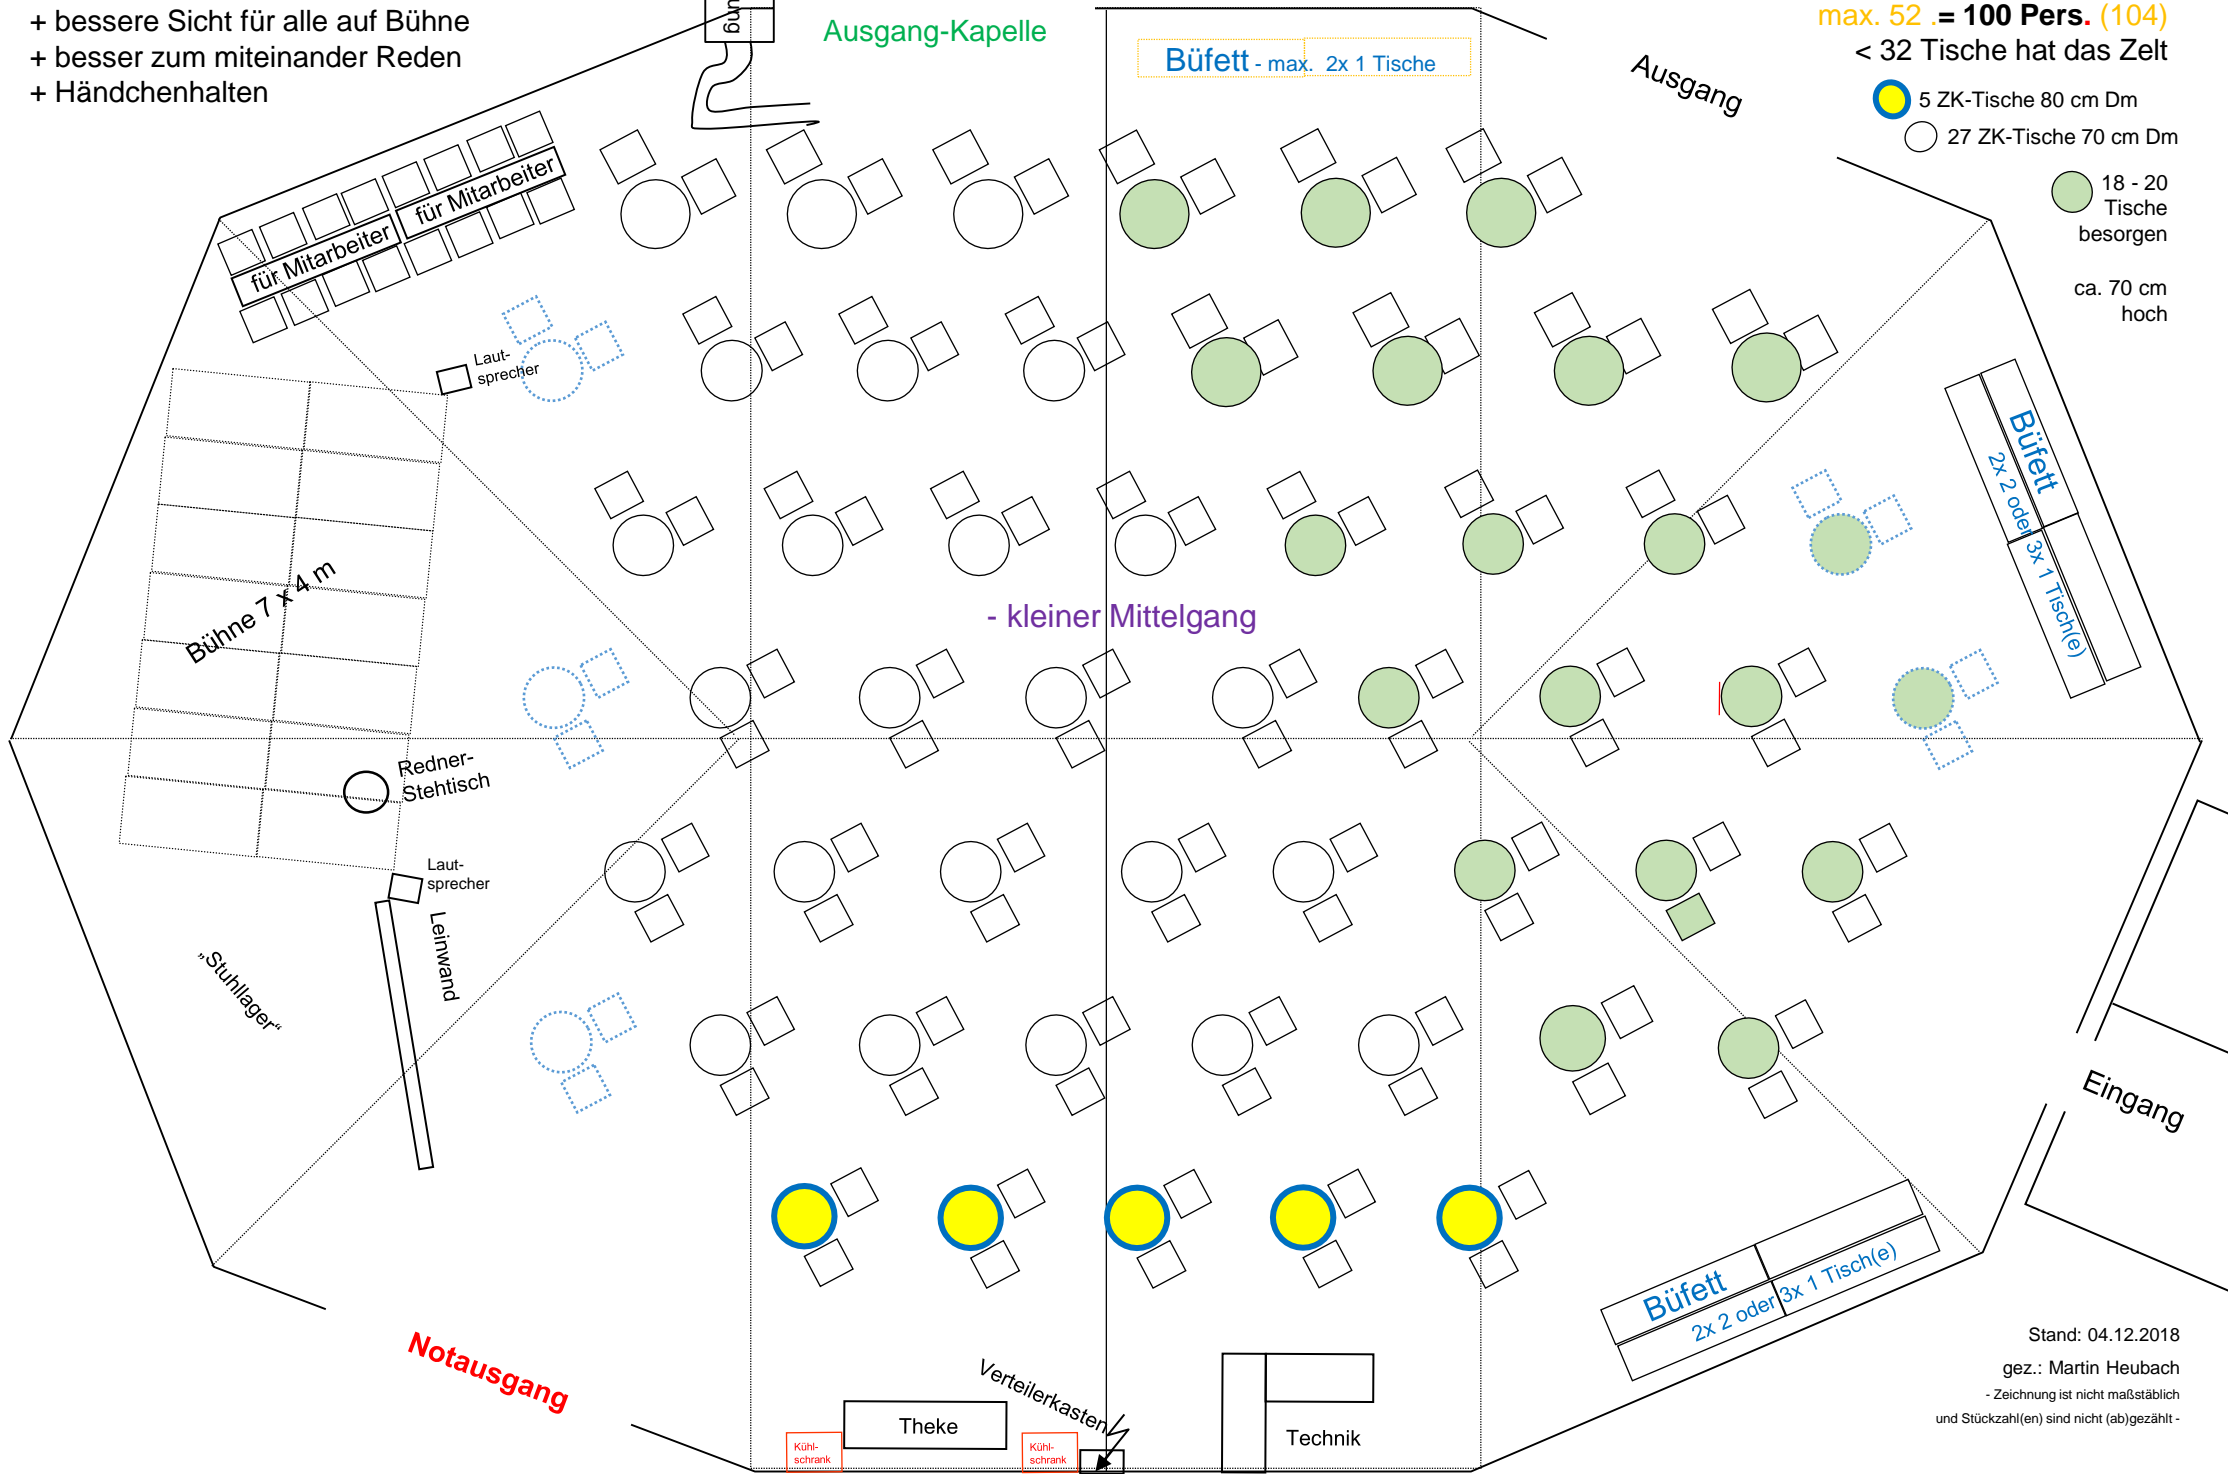 + bessere Sicht für alle auf Bühne
+ besser zum miteinander Reden
+ Händchenhalten
ung
Ausgang-Kapelle
Büfett - max. 2x 1 Tische
Ausgang
max. 52 .= 100 Pers. (104)
< 32 Tische hat das Zelt
5 ZK-Tische 80 cm Dm
27 ZK-Tische 70 cm Dm
18 - 20
Tische
besorgen
ca. 70 cm
hoch
für Mitarbeiter
für Mitarbeiter
Laut-
sprecher
Büfett
2x 2 oder 3x 1 Tisch(e)
Bühne 7 x 4 m
- kleiner Mittelgang
Redner-
Stehtisch
Laut-
sprecher
Leinwand
„Stuhllager“
Eingang
Büfett
2x 2 oder 3x 1 Tisch(e)
Notausgang
Verteilerkasten
Theke
Kühl-
schrank
Kühl-
schrank
Technik
Stand: 04.12.2018
gez.: Martin Heubach
- Zeichnung ist nicht maßstäblich
und Stückzahl(en) sind nicht (ab)gezählt -